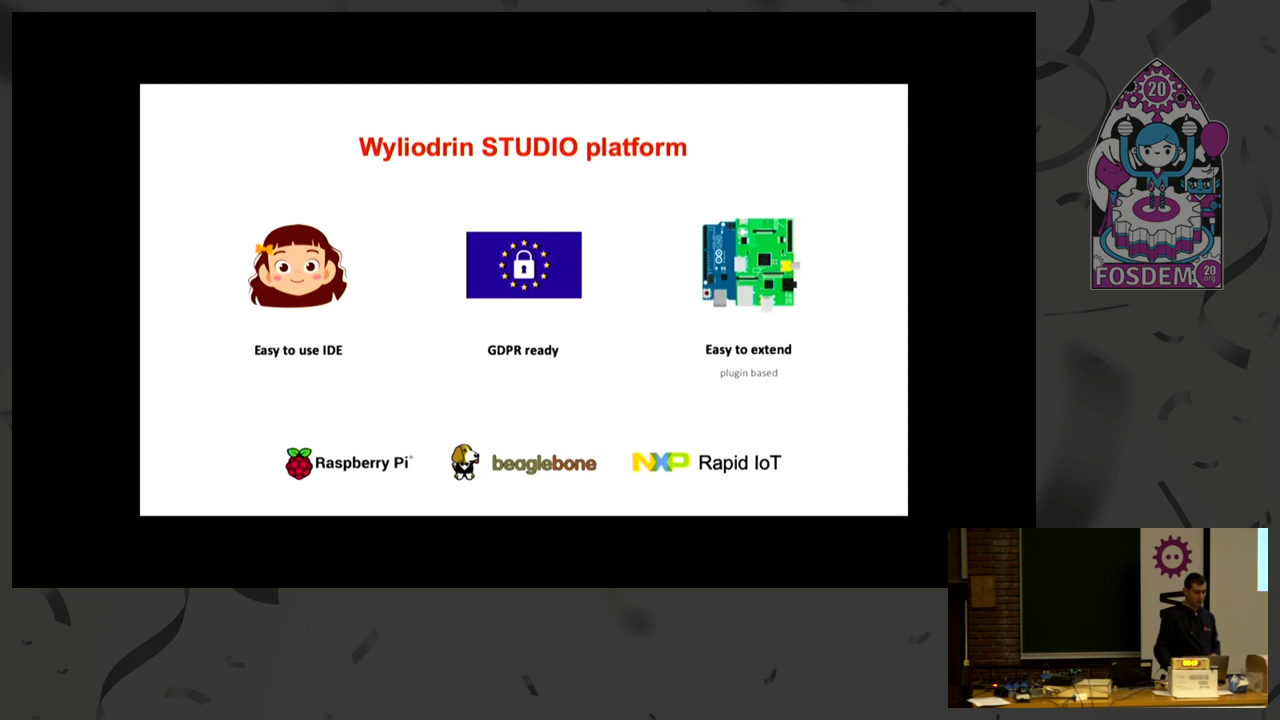 Wyliodrin STUDIO platform
Easy to use IDE
GDPR ready
Easy to extend
plugin based
Raspberry Pi
beaglebone
NXP Rapid IoT
20
FOSDEM 20
.org